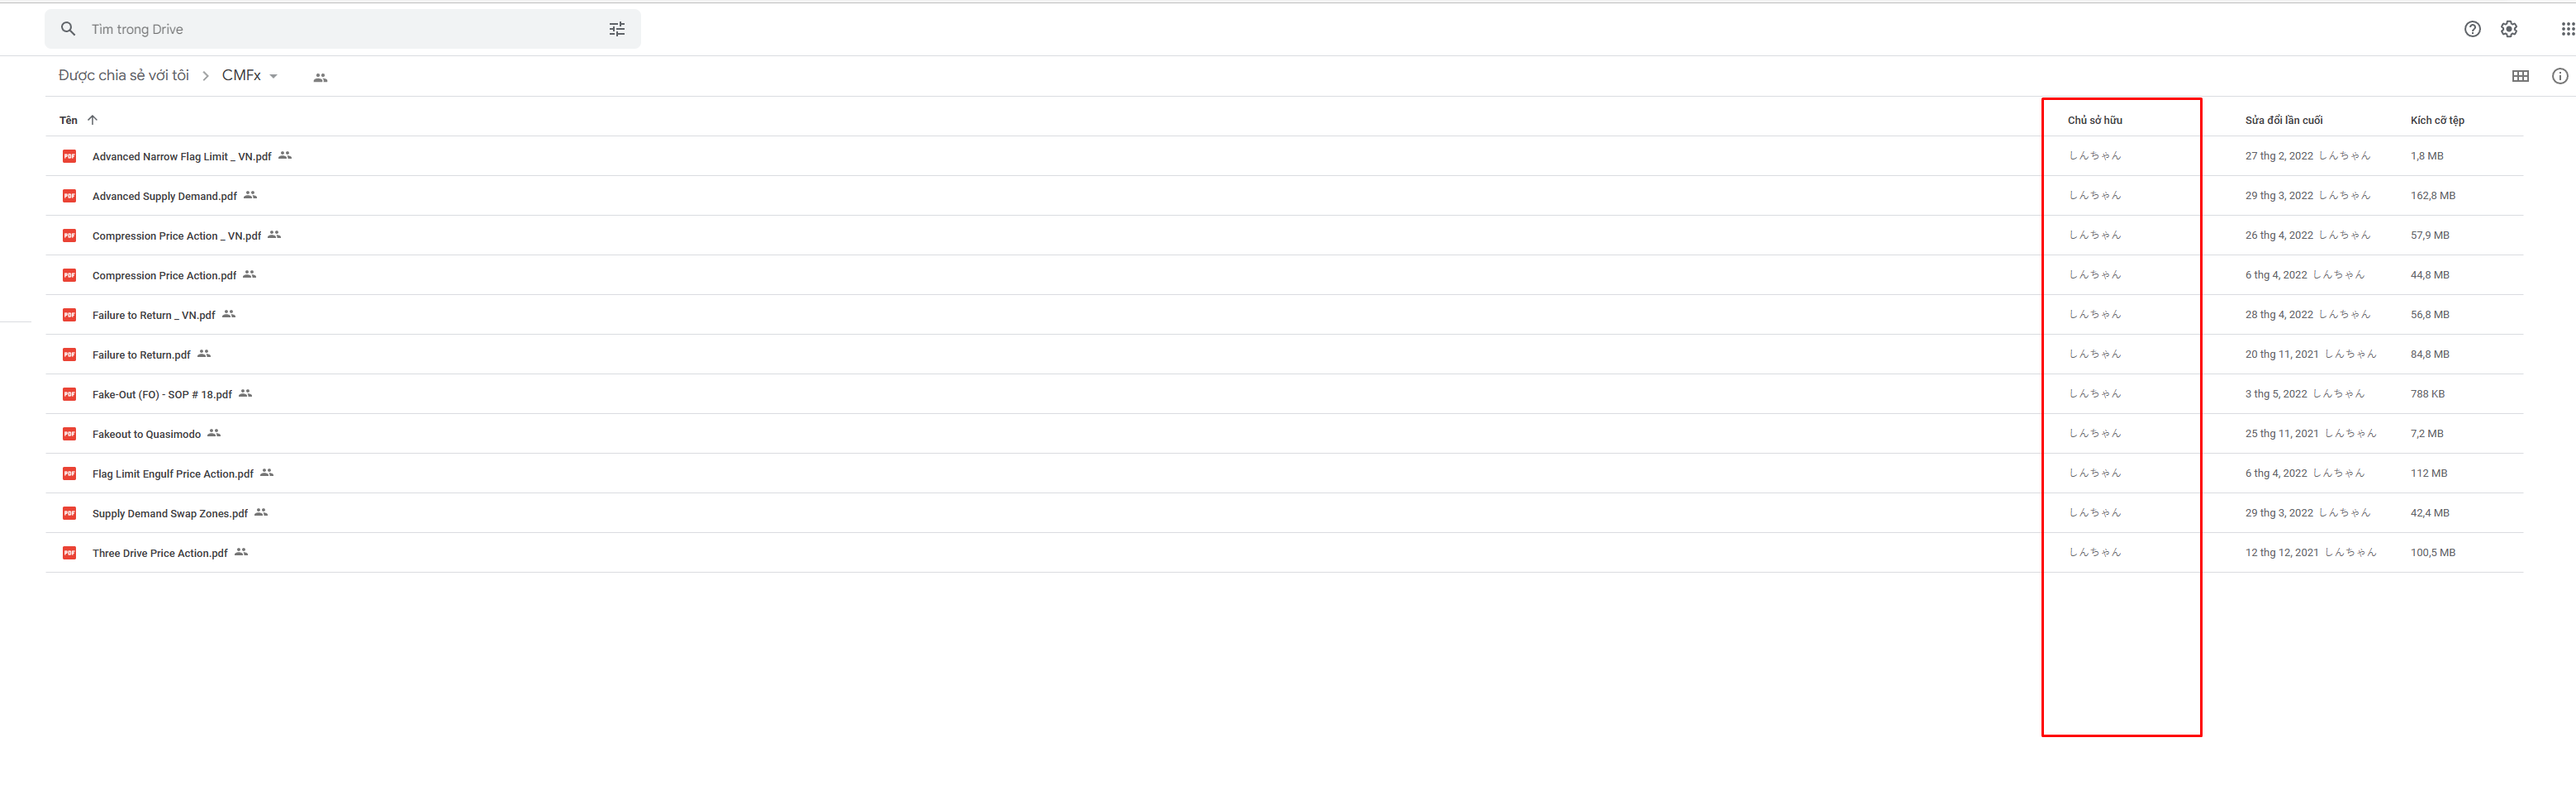 Tìm trong Drive
Được chia sẻ với tôi > CMFx
Tên Chủ sở hữu Sửa đổi lần cuối Kích cỡ tệp
PDF Advanced Narrow Flag Limit _ VN.pdf しんちゃん 27 thg 2, 2022 しんちゃん 1,8 MB
PDF Advanced Supply Demand.pdf しんちゃん 29 thg 3, 2022 しんちゃん 162,8 MB
PDF Compression Price Action _ VN.pdf しんちゃん 26 thg 4, 2022 しんちゃん 57,9 MB
PDF Compression Price Action.pdf しんちゃん 6 thg 4, 2022 しんちゃん 44,8 MB
PDF Failure to Return _ VN.pdf しんちゃん 28 thg 4, 2022 しんちゃん 56,8 MB
PDF Failure to Return.pdf しんちゃん 20 thg 11, 2021 しんちゃん 84,8 MB
PDF Fake-Out (FO) - SOP # 18.pdf しんちゃん 3 thg 5, 2022 しんちゃん 788 KB
PDF Fakeout to Quasimodo しんちゃん 25 thg 11, 2021 しんちゃん 7,2 MB
PDF Flag Limit Engulf Price Action.pdf しんちゃん 6 thg 4, 2022 しんちゃん 112 MB
PDF Supply Demand Swap Zones.pdf しんちゃん 29 thg 3, 2022 しんちゃん 42,4 MB
PDF Three Drive Price Action.pdf しんちゃん 12 thg 12, 2021 しんちゃん 100,5 MB